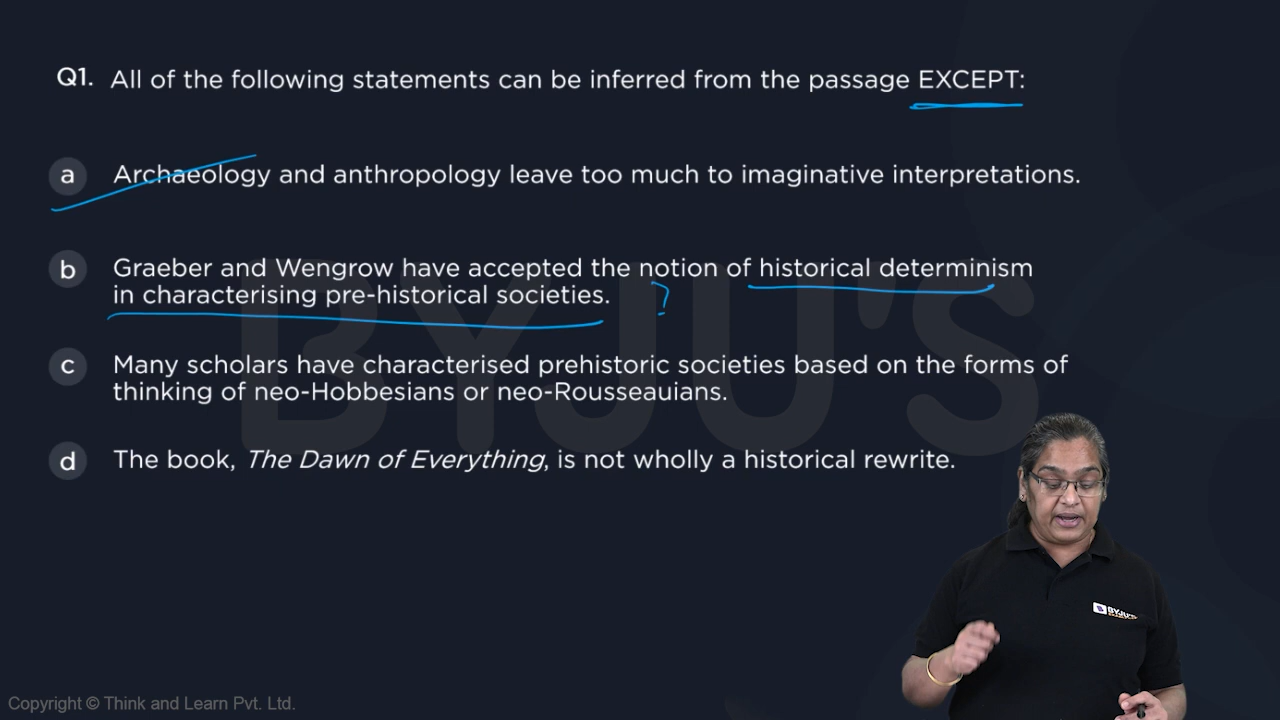 Q1. All of the following statements can be inferred from the passage EXCEPT:
a Archaeology and anthropology leave too much to imaginative interpretations.
b Graeber and Wengrow have accepted the notion of historical determinism
in characterising pre-historical societies. ?
c Many scholars have characterised prehistoric societies based on the forms of
thinking of neo-Hobbesians or neo-Rousseauians.
d The book, The Dawn of Everything, is not wholly a historical rewrite.
BYJU'S
BYJU'S
Copyright © Think and Learn Pvt. Ltd.